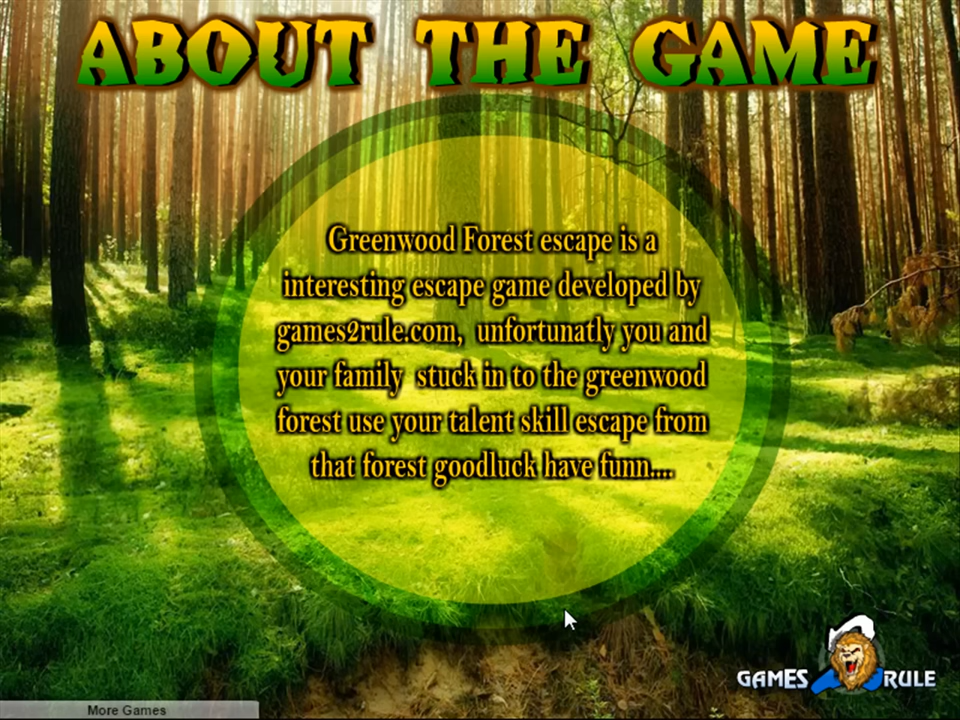 ABOUT THE GAME
Greenwood Forest escape is a
interesting escape game developed by
games2rule.com, unfortunatly you and
your family stuck in to the greenwood
forest use your talent skill escape from
that forest goodluck have funn....
GAMES RULE
More Games